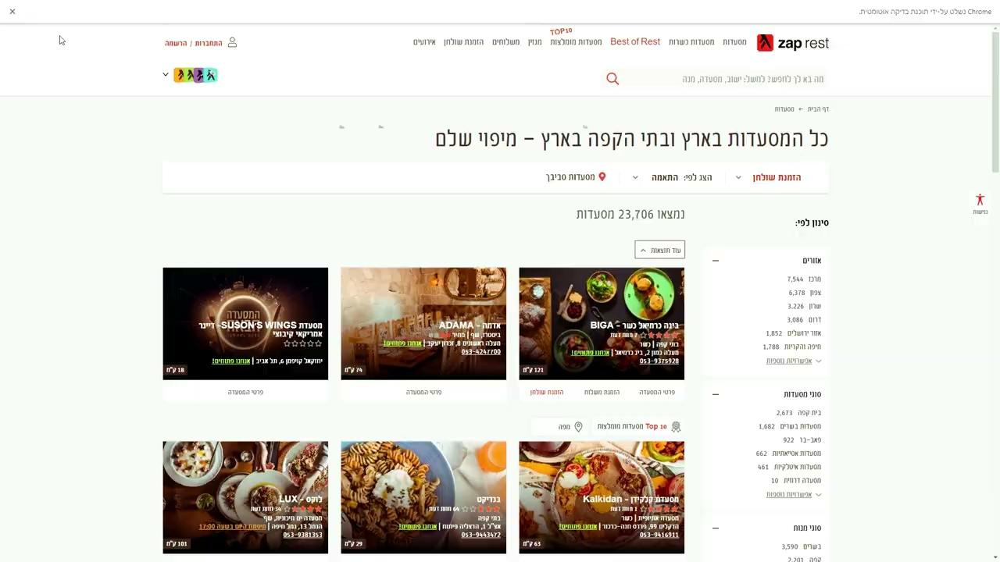 Chrome נשלט על-ידי תוכנת בדיקה אוטומטית.
zap rest
מסעדות
מסעדות כשרות
Best of Rest
מסעדות מומלצות
TOP10
מגזין
משלוחים
הזמנת שולחן
אירועים
התחברות / הרשמה
מה בא לך לחפש? למשל: ישוב, מסעדה, מנה
דף הבית ← מסעדות
כל המסעדות בארץ ובתי הקפה בארץ – מיפוי שלם
הזמנת שולחן
הצג לפי: התאמה
מסעדות סביבך
נגישות
נמצאו 23,706 מסעדות
סינון לפי:
עוד תוצאות
אזורים
מרכז 7,544
צפון 6,378
שרון 3,226
דרום 3,086
אזור ירושלים 1,852
חיפה והקריות 1,788
אפשרויות נוספות
סוגי מסעדות
בית קפה 2,673
מסעדות בשרים 1,682
פאב-בר 922
מסעדות אסייאתיות 662
מסעדות איטלקיות 461
מסעדה דרוזית 10
אפשרויות נוספות
סוגי מנות
בשרים 3,590
קפה 2,201
ביגה כרמיאל כשר - BIGA
7 חוות דעת
בתי קפה | כשר
מעלה כמון 2, ביג כרמיאל | אנחנו פתוחים!
053-9375928
121 ק"מ
פרטי המסעדה
הזמנת משלוח
הזמנת שולחן
אדמה - ADAMA
ביסטרו, שף | מחיר
מעלה ראשונים 8, זכרון יעקב | אנחנו פתוחים!
053-4247700
74 ק"מ
פרטי המסעדה
המסעדה
מסעדת SUSON'S WINGS- דיינר
אמריקאי קיבוצי
יחזקאל קויפמן 6, תל אביב | אנחנו פתוחים!
18 ק"מ
פרטי המסעדה
Top 10 מסעדות מומלצות
מפה
מסעדת קלקידן - Kalkidan
1 חוות דעת
מסעדה אתיופית | כשר
הדקלים 99, פרדס חנה-כרכור | אנחנו פתוחים!
053-9416911
63 ק"מ
בנדיקט
64 חוות דעת
בתי קפה
אצ"ל 1, הרצליה פיתוח | אנחנו פתוחים!
053-9443472
29 ק"מ
לוקס - LUX
34 חוות דעת
מסעדה ים תיכונית, שף
הנמל 13, נמל חיפה | תיפתח היום בשעה 17:00
053-9381353
101 ק"מ